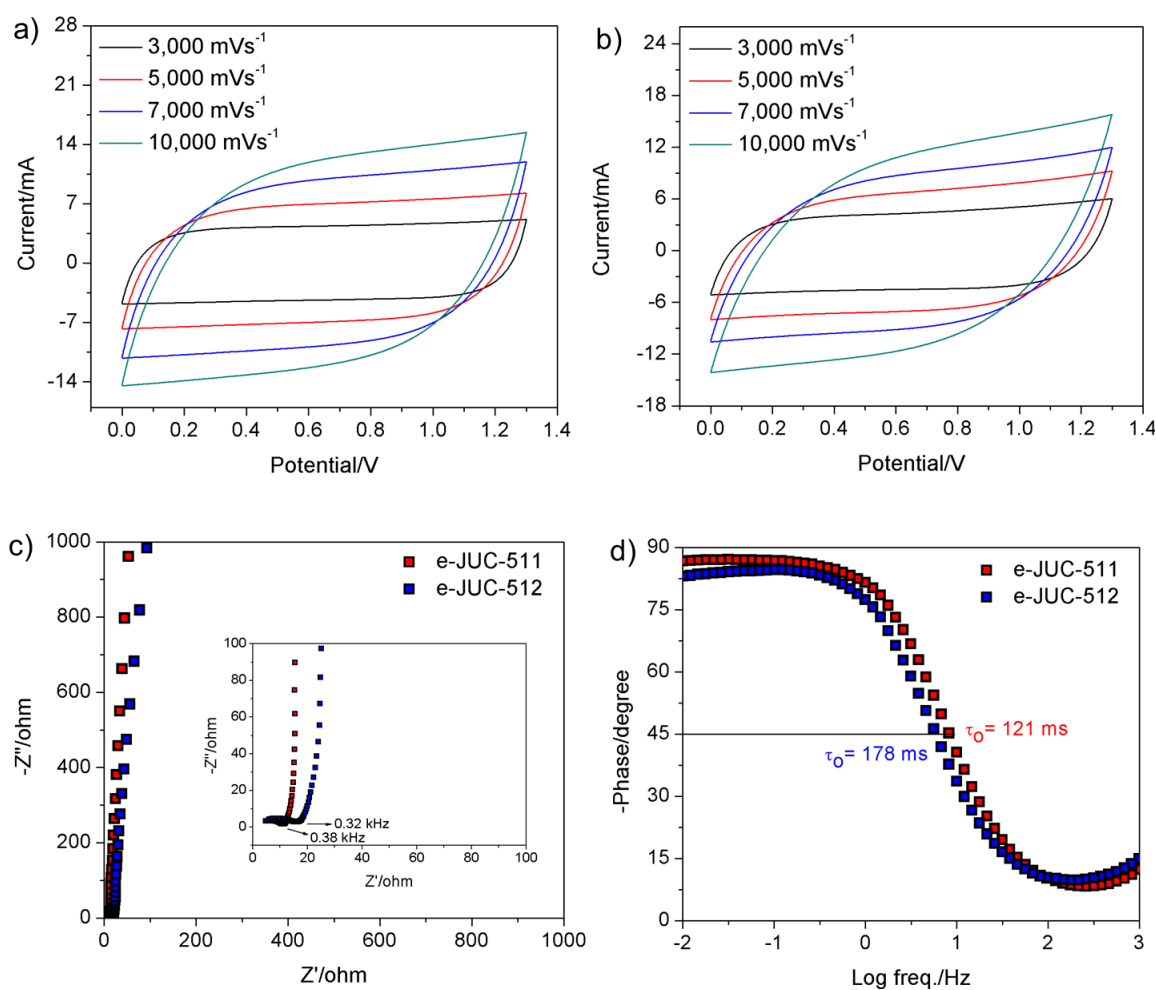 a)
3,000 mVs⁻¹
5,000 mVs⁻¹
7,000 mVs⁻¹
10,000 mVs⁻¹
28
21
14
7
0
-7
-14
Current/mA
0.0 0.2 0.4 0.6 0.8 1.0 1.2 1.4
Potential/V
b)
3,000 mVs⁻¹
5,000 mVs⁻¹
7,000 mVs⁻¹
10,000 mVs⁻¹
24
18
12
6
0
-6
-12
-18
Current/mA
0.0 0.2 0.4 0.6 0.8 1.0 1.2 1.4
Potential/V
c)
e-JUC-511
e-JUC-512
1000
800
600
400
200
0
-Z''/ohm
0 200 400 600 800 1000
Z'/ohm
100
80
60
40
20
0
-Z''/ohm
0.32 kHz
0.38 kHz
0 20 40 60 80 100
Z'/ohm
d)
e-JUC-511
e-JUC-512
90
75
60
45
30
15
0
-Phase/degree
τo= 121 ms
τo= 178 ms
-2 -1 0 1 2 3
Log freq./Hz